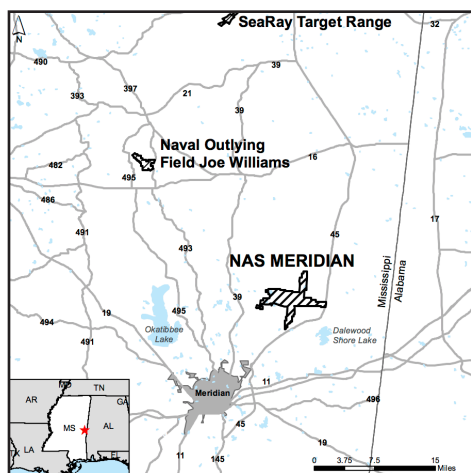 SeaRay Target Range
32
N
490
39
397
21
393
39
Naval Outlying
Field Joe Williams
16
482
495
486
17
491
45
493
NAS MERIDIAN
Mississippi
Alabama
39
495
19
494
Okatibbee
Lake
Dalewood
Shore Lake
491
11
Meridian
MO
TN
GA
AR
496
MS
AL
45
TX
LA
19
FL
11
145
0 3.75 7.5 15
Miles